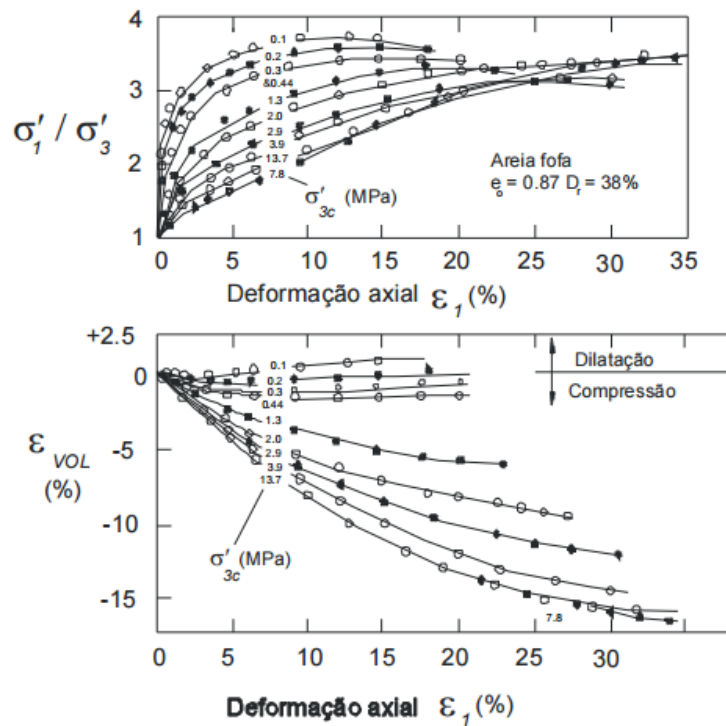 4
3
2
1
σ′₁ / σ′₃
0.1
0.2
0.3
&0.44
1.3
2.0
2.9
3.9
13.7
7.8
σ′3c (MPa)
Areia fofa
eₒ = 0.87 Dᵣ = 38%
0 5 10 15 20 25 30 35
Deformação axial ε₁ (%)
+2.5
0
-5
-10
-15
ε VOL
(%)
0.1
0.2
0.3
0.44
1.3
2.0
2.9
3.9
13.7
σ′3c (MPa)
7.8
Dilatação
Compressão
0 5 10 15 20 25 30
Deformação axial ε₁ (%)